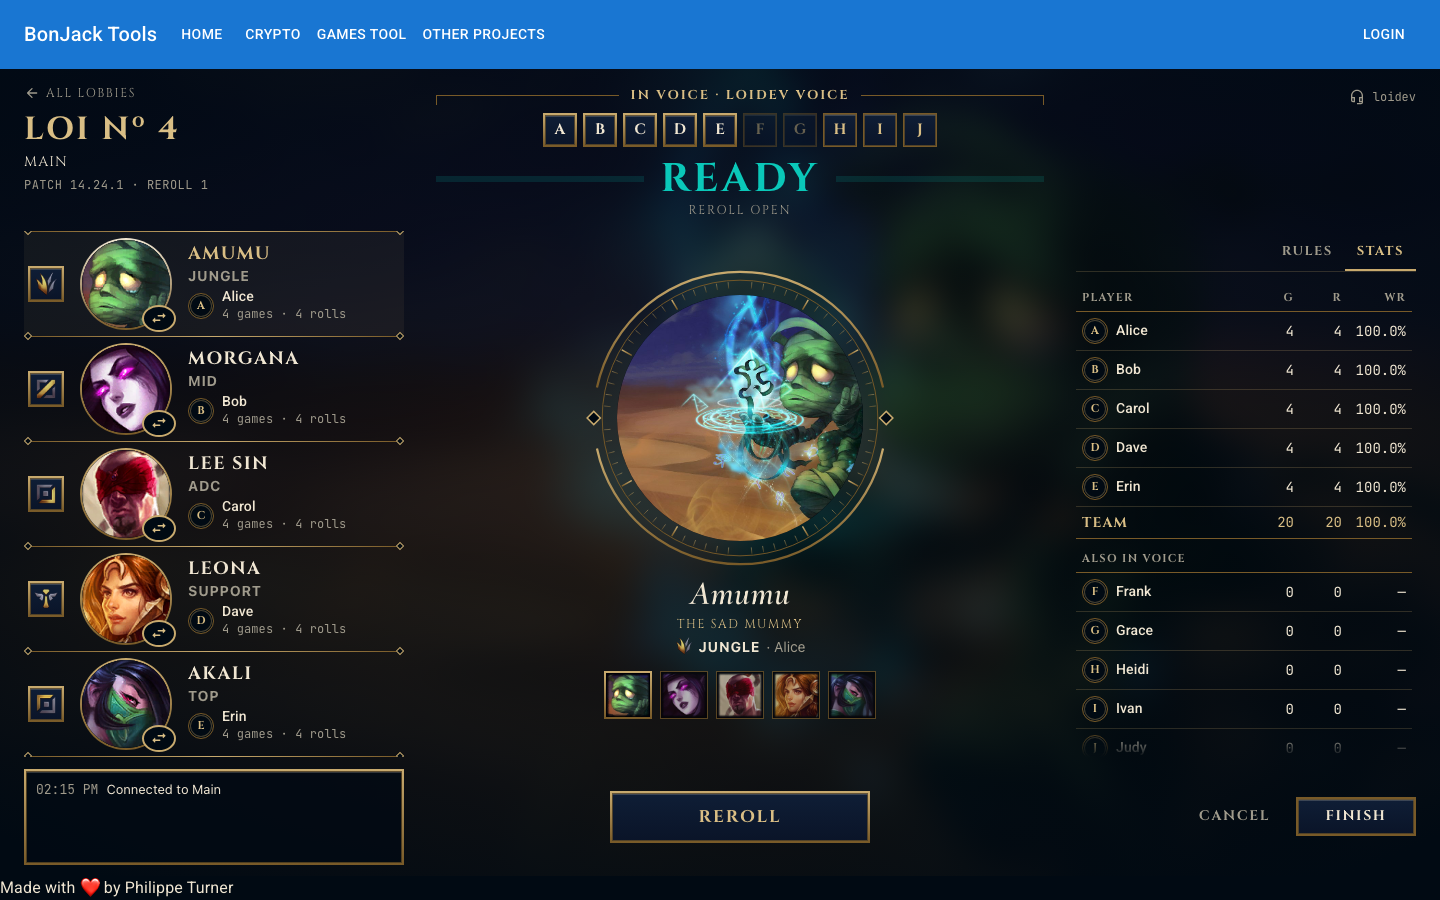 BonJack Tools HOME CRYPTO GAMES TOOL OTHER PROJECTS LOGIN
ALL LOBBIES
LOI Nº 4
MAIN
PATCH 14.24.1 · REROLL 1
IN VOICE · LOIDEV VOICE
A B C D E F G H I J
READY
REROLL OPEN
loidev
AMUMU
JUNGLE
A Alice
4 games · 4 rolls
MORGANA
MID
B Bob
4 games · 4 rolls
LEE SIN
ADC
C Carol
4 games · 4 rolls
LEONA
SUPPORT
D Dave
4 games · 4 rolls
AKALI
TOP
E Erin
4 games · 4 rolls
02:15 PM Connected to Main
Amumu
THE SAD MUMMY
JUNGLE · Alice
REROLL
RULES STATS
PLAYER G R WR
A Alice 4 4 100.0%
B Bob 4 4 100.0%
C Carol 4 4 100.0%
D Dave 4 4 100.0%
E Erin 4 4 100.0%
TEAM 20 20 100.0%
ALSO IN VOICE
F Frank 0 0 —
G Grace 0 0 —
H Heidi 0 0 —
I Ivan 0 0 —
J Judy 0 0 —
CANCEL FINISH
Made with ❤️ by Philippe Turner